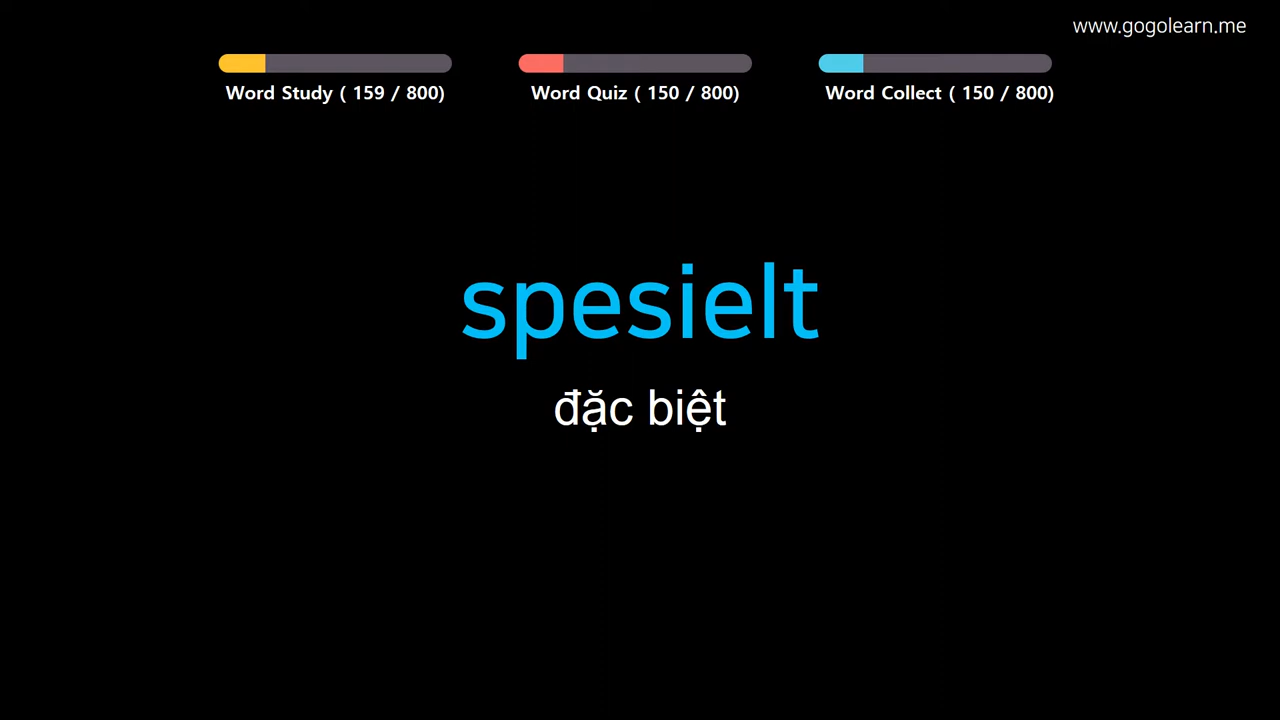 www.gogolearn.me
Word Study ( 159 / 800)
Word Quiz ( 150 / 800)
Word Collect ( 150 / 800)
spesielt
đặc biệt